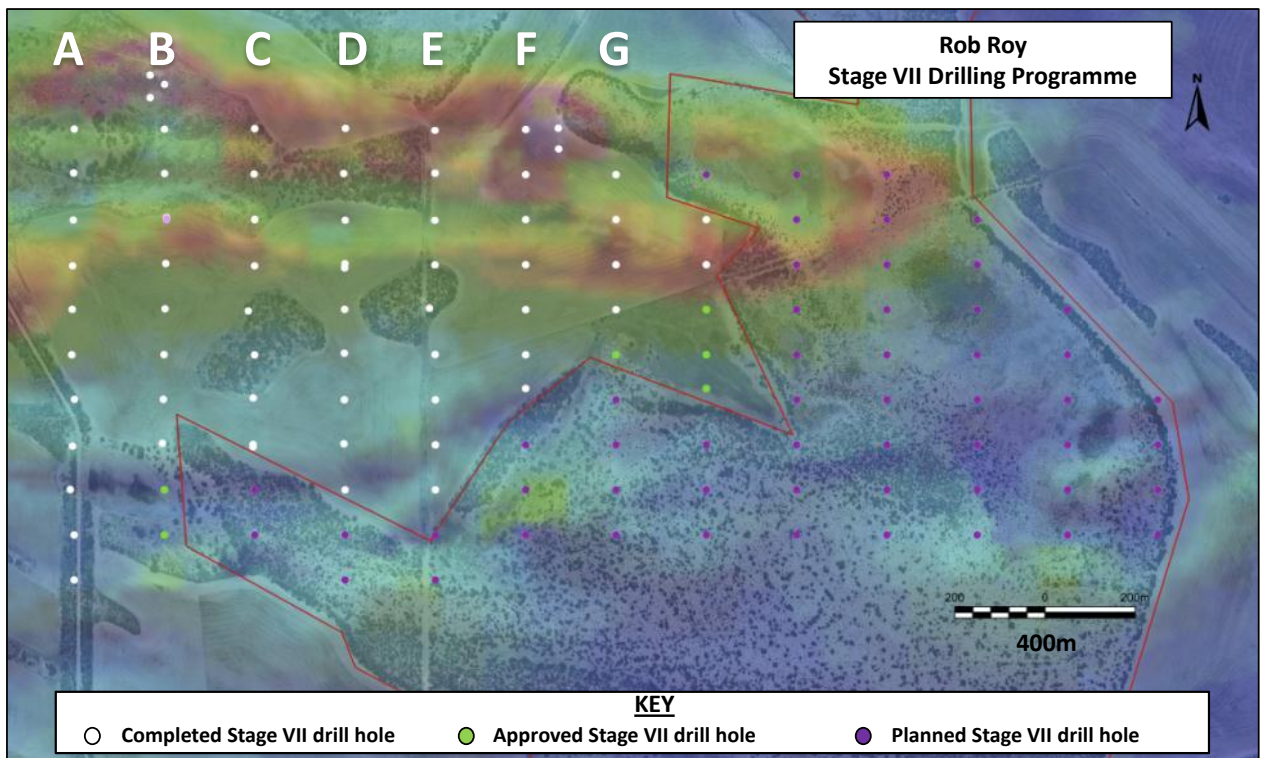 A B C D E F G
Rob Roy
Stage VII Drilling Programme
N
200 0 200m
400m
KEY
Completed Stage VII drill hole Approved Stage VII drill hole Planned Stage VII drill hole